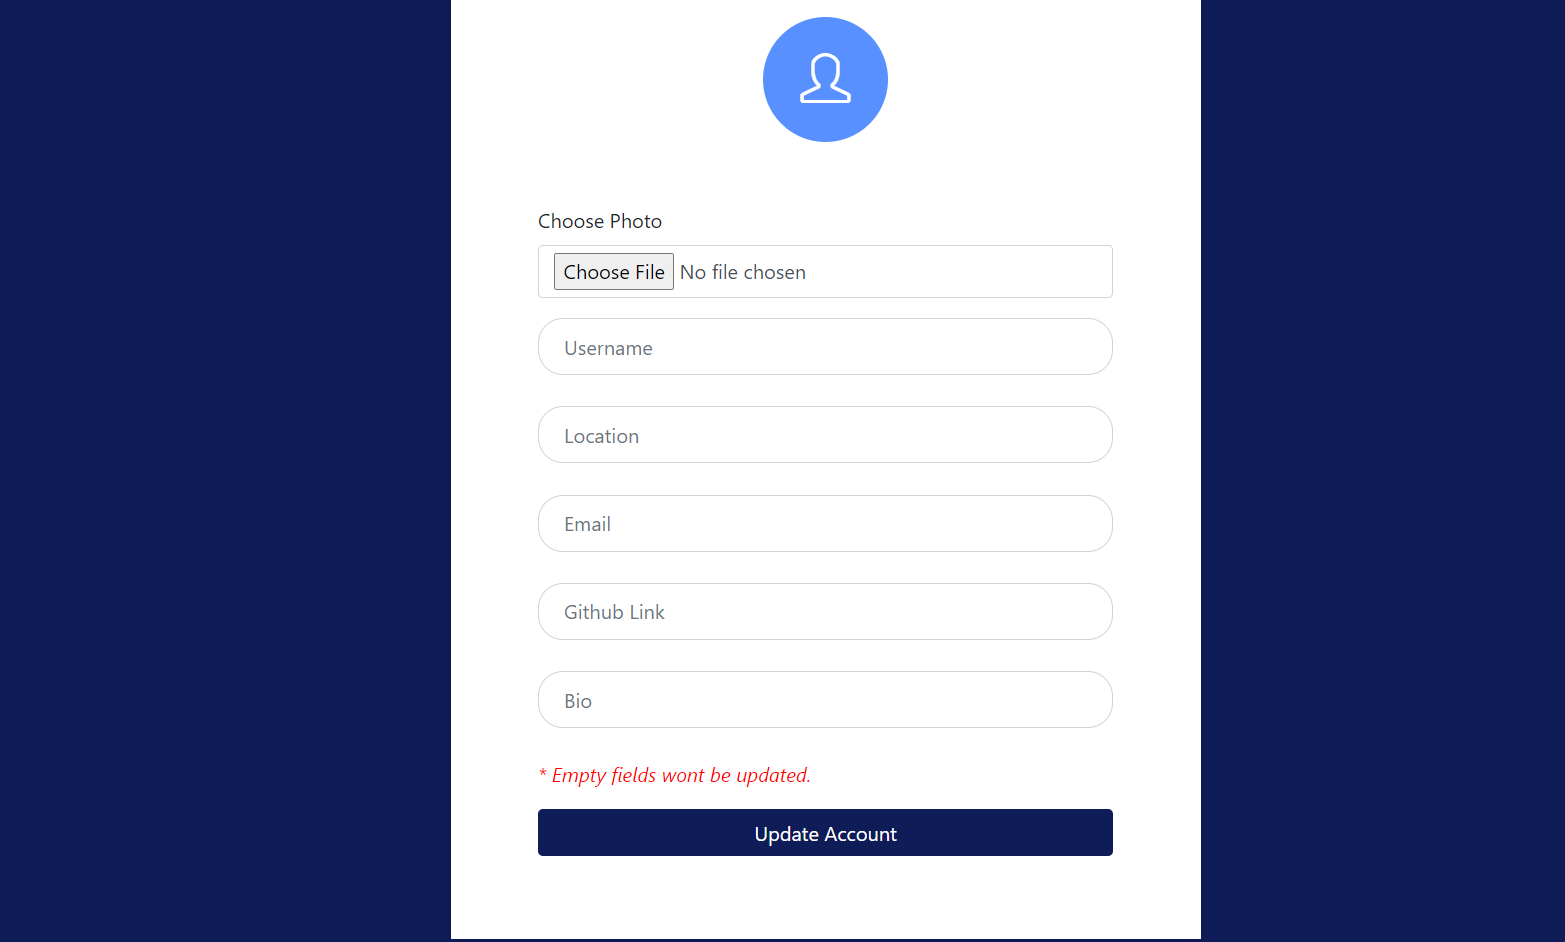 Choose Photo
Choose File No file chosen
Username
Location
Email
Github Link
Bio
* Empty fields wont be updated.
Update Account